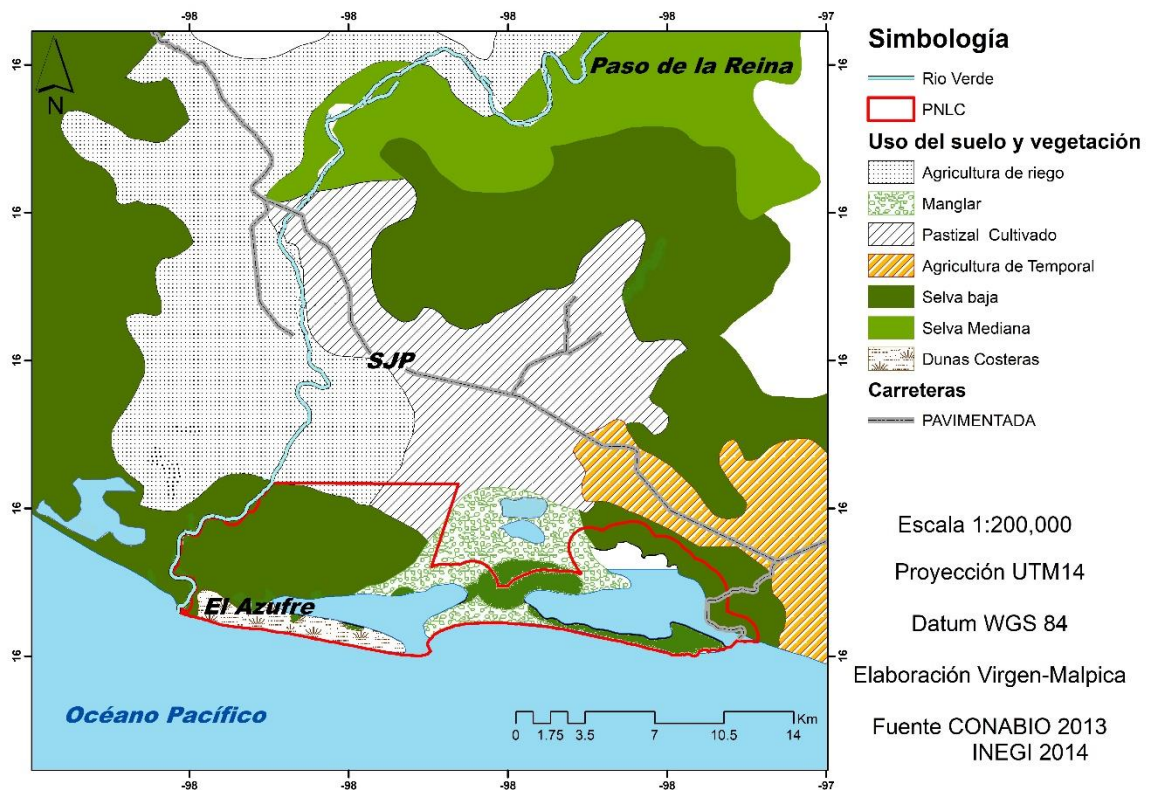 -98
-98
-98
-98
-97
16
16
16
16
16
16
16
16
16
16
N
Paso de la Reina
SJP
El Azufre
Océano Pacífico
Km
0
1.75
3.5
7
10.5
14
-98
-98
-98
-98
-97
Simbología
Rio Verde
PNLC
Uso del suelo y vegetación
Agricultura de riego
Manglar
Pastizal Cultivado
Agricultura de Temporal
Selva baja
Selva Mediana
Dunas Costeras
Carreteras
PAVIMENTADA
Escala 1:200,000
Proyección UTM14
Datum WGS 84
Elaboración Virgen-Malpica
Fuente CONABIO 2013
INEGI 2014